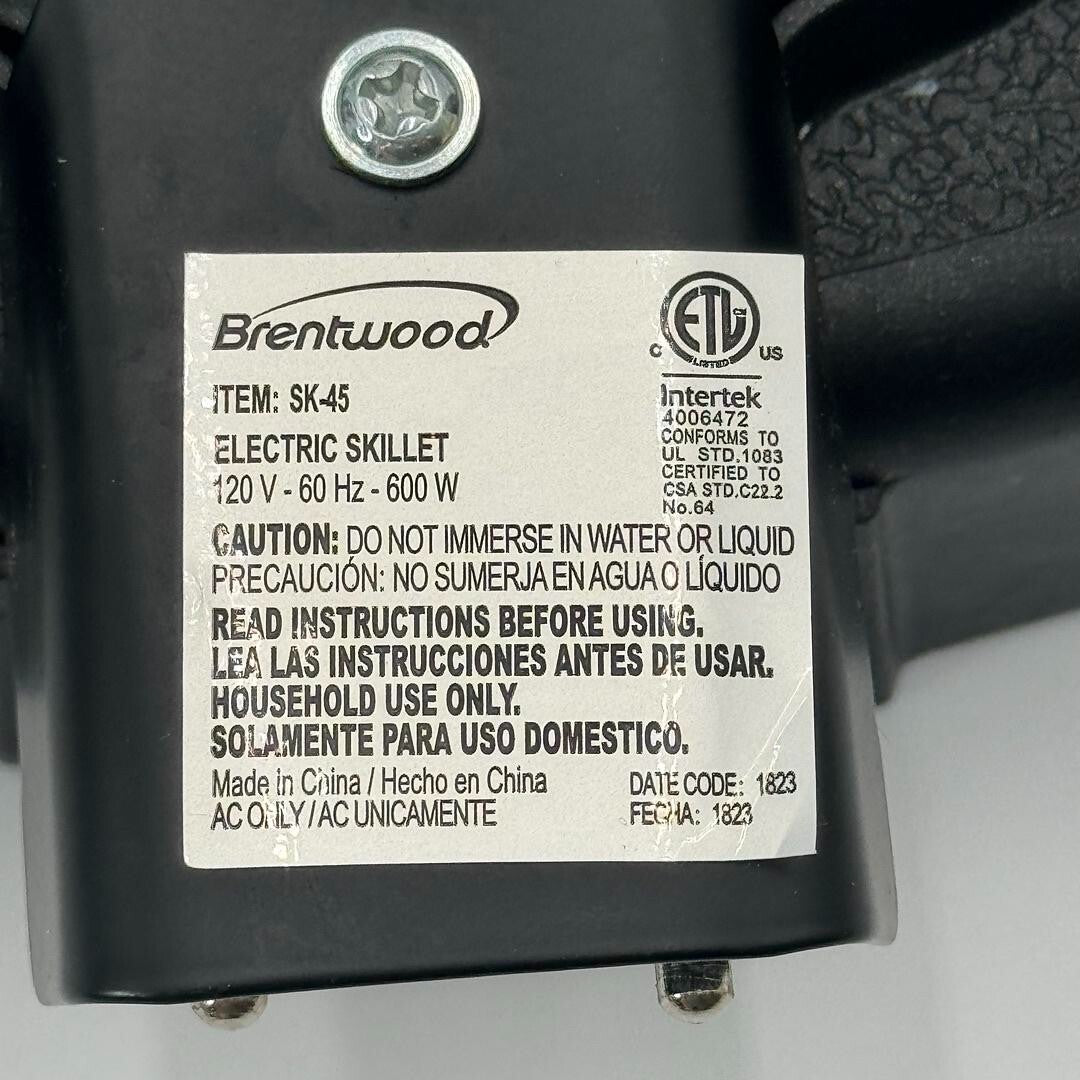 Brentwood
ITEM: SK-45
ELECTRIC SKILLET
120 V - 60 Hz - 600 W
C ETL CM US
LISTED
Intertek
4006472
CONFORMS TO
UL STD.1083
CERTIFIED TO
CSA STD.C22.2
No.64
CAUTION: DO NOT IMMERSE IN WATER OR LIQUID
PRECAUCIÓN: NO SUMERJA EN AGUA O LÍQUIDO
READ INSTRUCTIONS BEFORE USING.
LEA LAS INSTRUCCIONES ANTES DE USAR.
HOUSEHOLD USE ONLY.
SOLAMENTE PARA USO DOMESTICO.
Made in China / Hecho en China
AC ONLY / AC UNICAMENTE
DATE CODE: 1823
FECHA: 1823